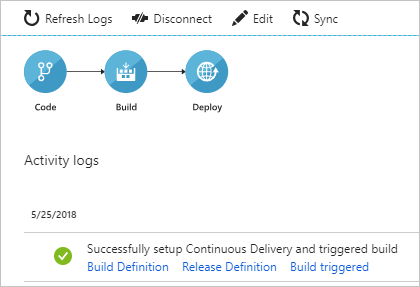 Refresh Logs Disconnect Edit Sync
Code Build Deploy
Activity logs
5/25/2018
Successfully setup Continuous Delivery and triggered build
Build Definition Release Definition Build triggered